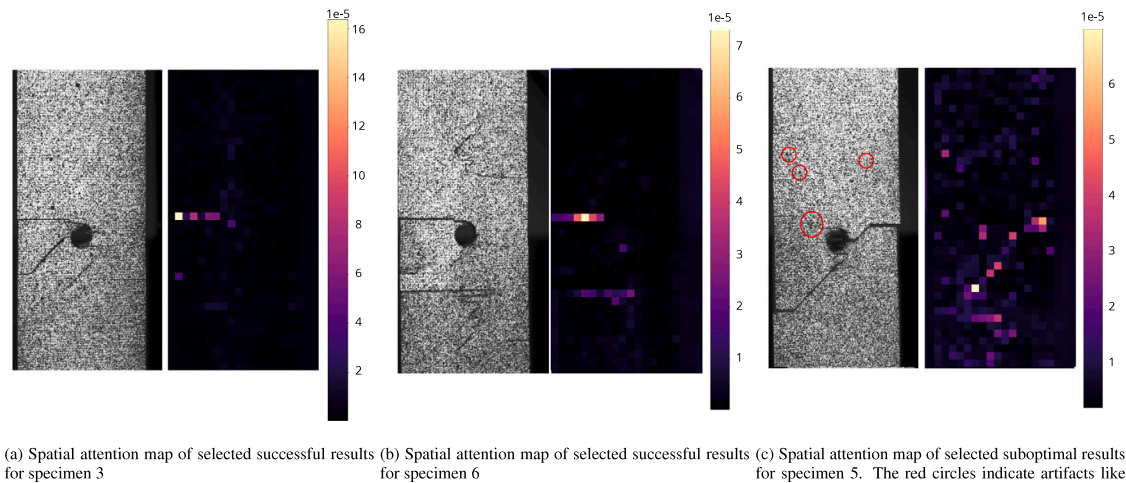 1e-5
16
14
12
10
8
6
4
2
1e-5
7
6
5
4
3
2
1
1e-5
6
5
4
3
2
1
(a) Spatial attention map of selected successful results
for specimen 3
(b) Spatial attention map of selected successful results
for specimen 6
(c) Spatial attention map of selected suboptimal results
for specimen 5. The red circles indicate artifacts like